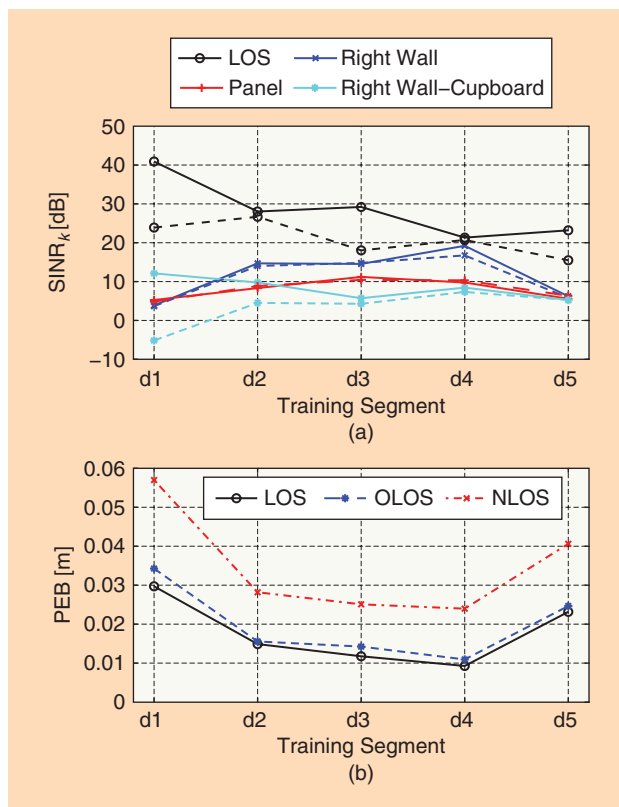 LOS
Right Wall
Panel
Right Wall–Cupboard
50
40
30
20
10
0
–10
SINRk [dB]
d1 d2 d3 d4 d5
Training Segment
(a)
0.06
0.05
0.04
0.03
0.02
0.01
0
PEB [m]
LOS OLOS NLOS
d1 d2 d3 d4 d5
Training Segment
(b)